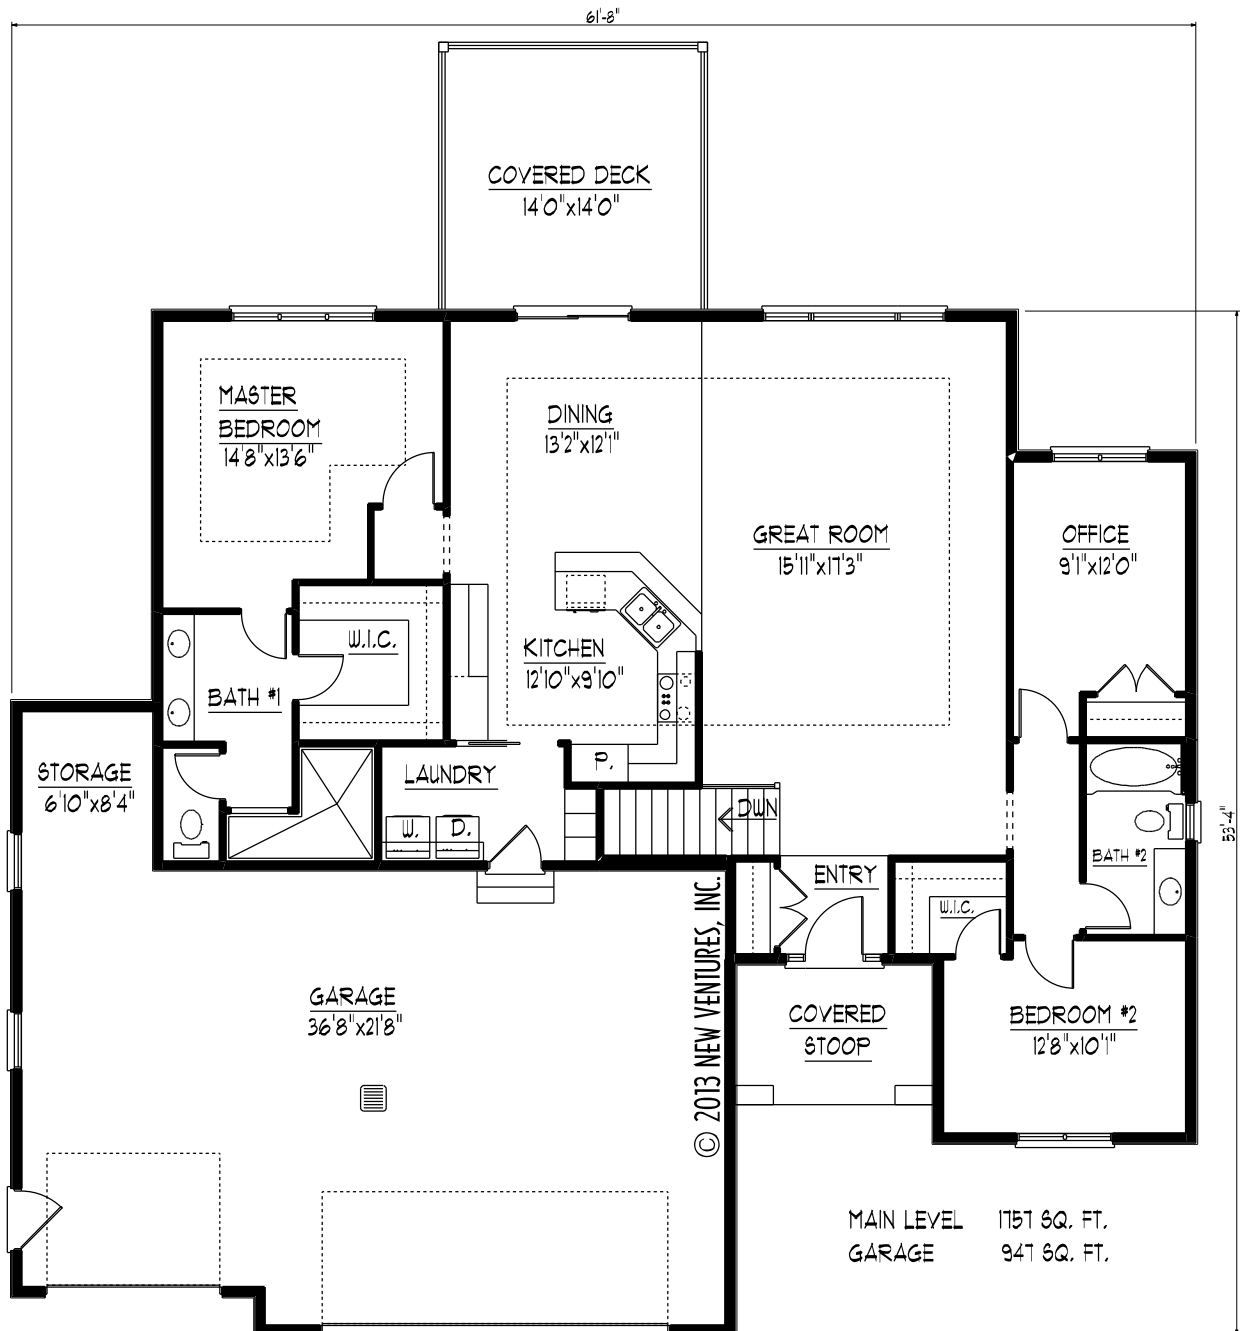 61'-8"
COVERED DECK
14'0"x14'0"
MASTER
BEDROOM
14'8"x13'6"
DINING
13'2"x12'1"
GREAT ROOM
15'11"x17'3"
OFFICE
9'1"x12'0"
W.I.C.
KITCHEN
12'10"x9'10"
BATH #1
STORAGE
6'10"x8'4"
LAUNDRY
P.
W.
D.
DWN
53'-4"
BATH #2
ENTRY
W.I.C.
GARAGE
36'8"x21'8"
© 2013 NEW VENTURES, INC.
COVERED
STOOP
BEDROOM #2
12'8"x10'1"
MAIN LEVEL 1757 SQ. FT.
GARAGE 947 SQ. FT.